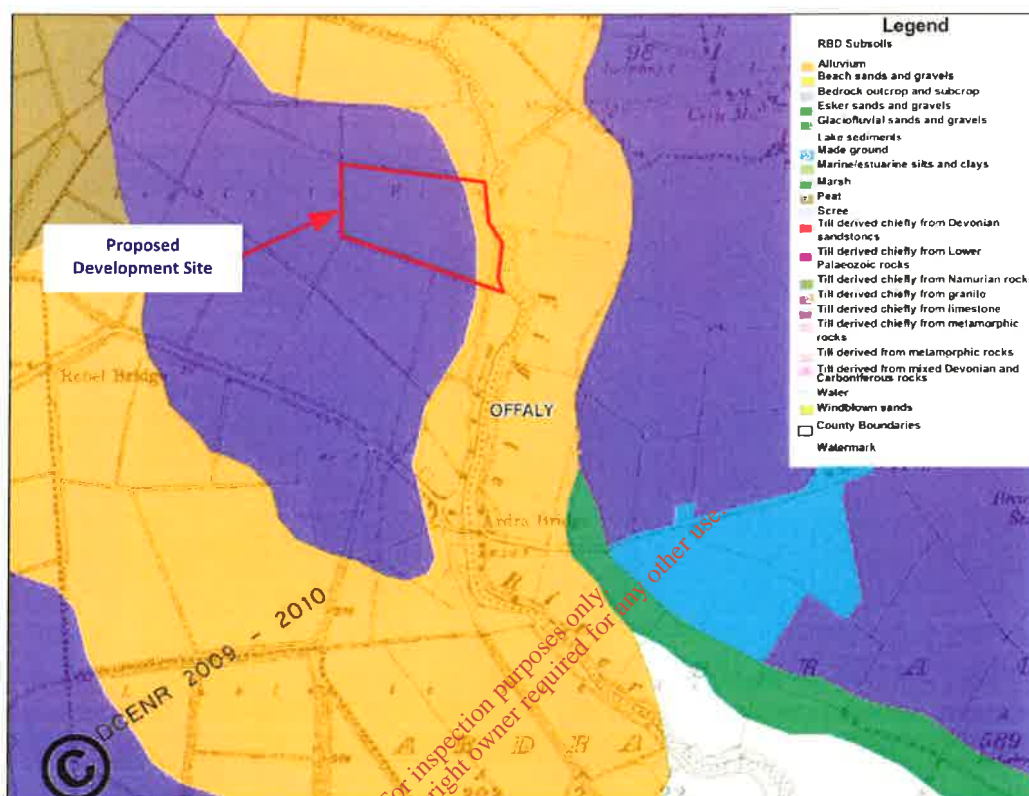 Legend
RBD Subsoils
Alluvium
Beach sands and gravels
Bedrock outcrop and subcrop
Esker sands and gravels
Glaciofluvial sands and gravels
Lake sediments
Made ground
Marine/estuarine silts and clays
Marsh
Peat
Scree
Till derived chiefly from Devonian
sandstones
Till derived chiefly from Lower
Palaeozoic rocks
Till derived chiefly from Namurian rock
Till derived chiefly from granite
Till derived chiefly from limestone
Till derived chiefly from metamorphic
rocks
Till derived from metamprphic rocks
Till derived from mixed Devonian and
Carboniferous rocks
Water
Windblown sands
County Boundaries
Watermark
98
Proposed
Development Site
Rebel Bridge
OFFALY
Ardra Bridge
For inspection purposes only
right owner required for any other use.
© DCENR 2009 - 2010
A R D R A
589